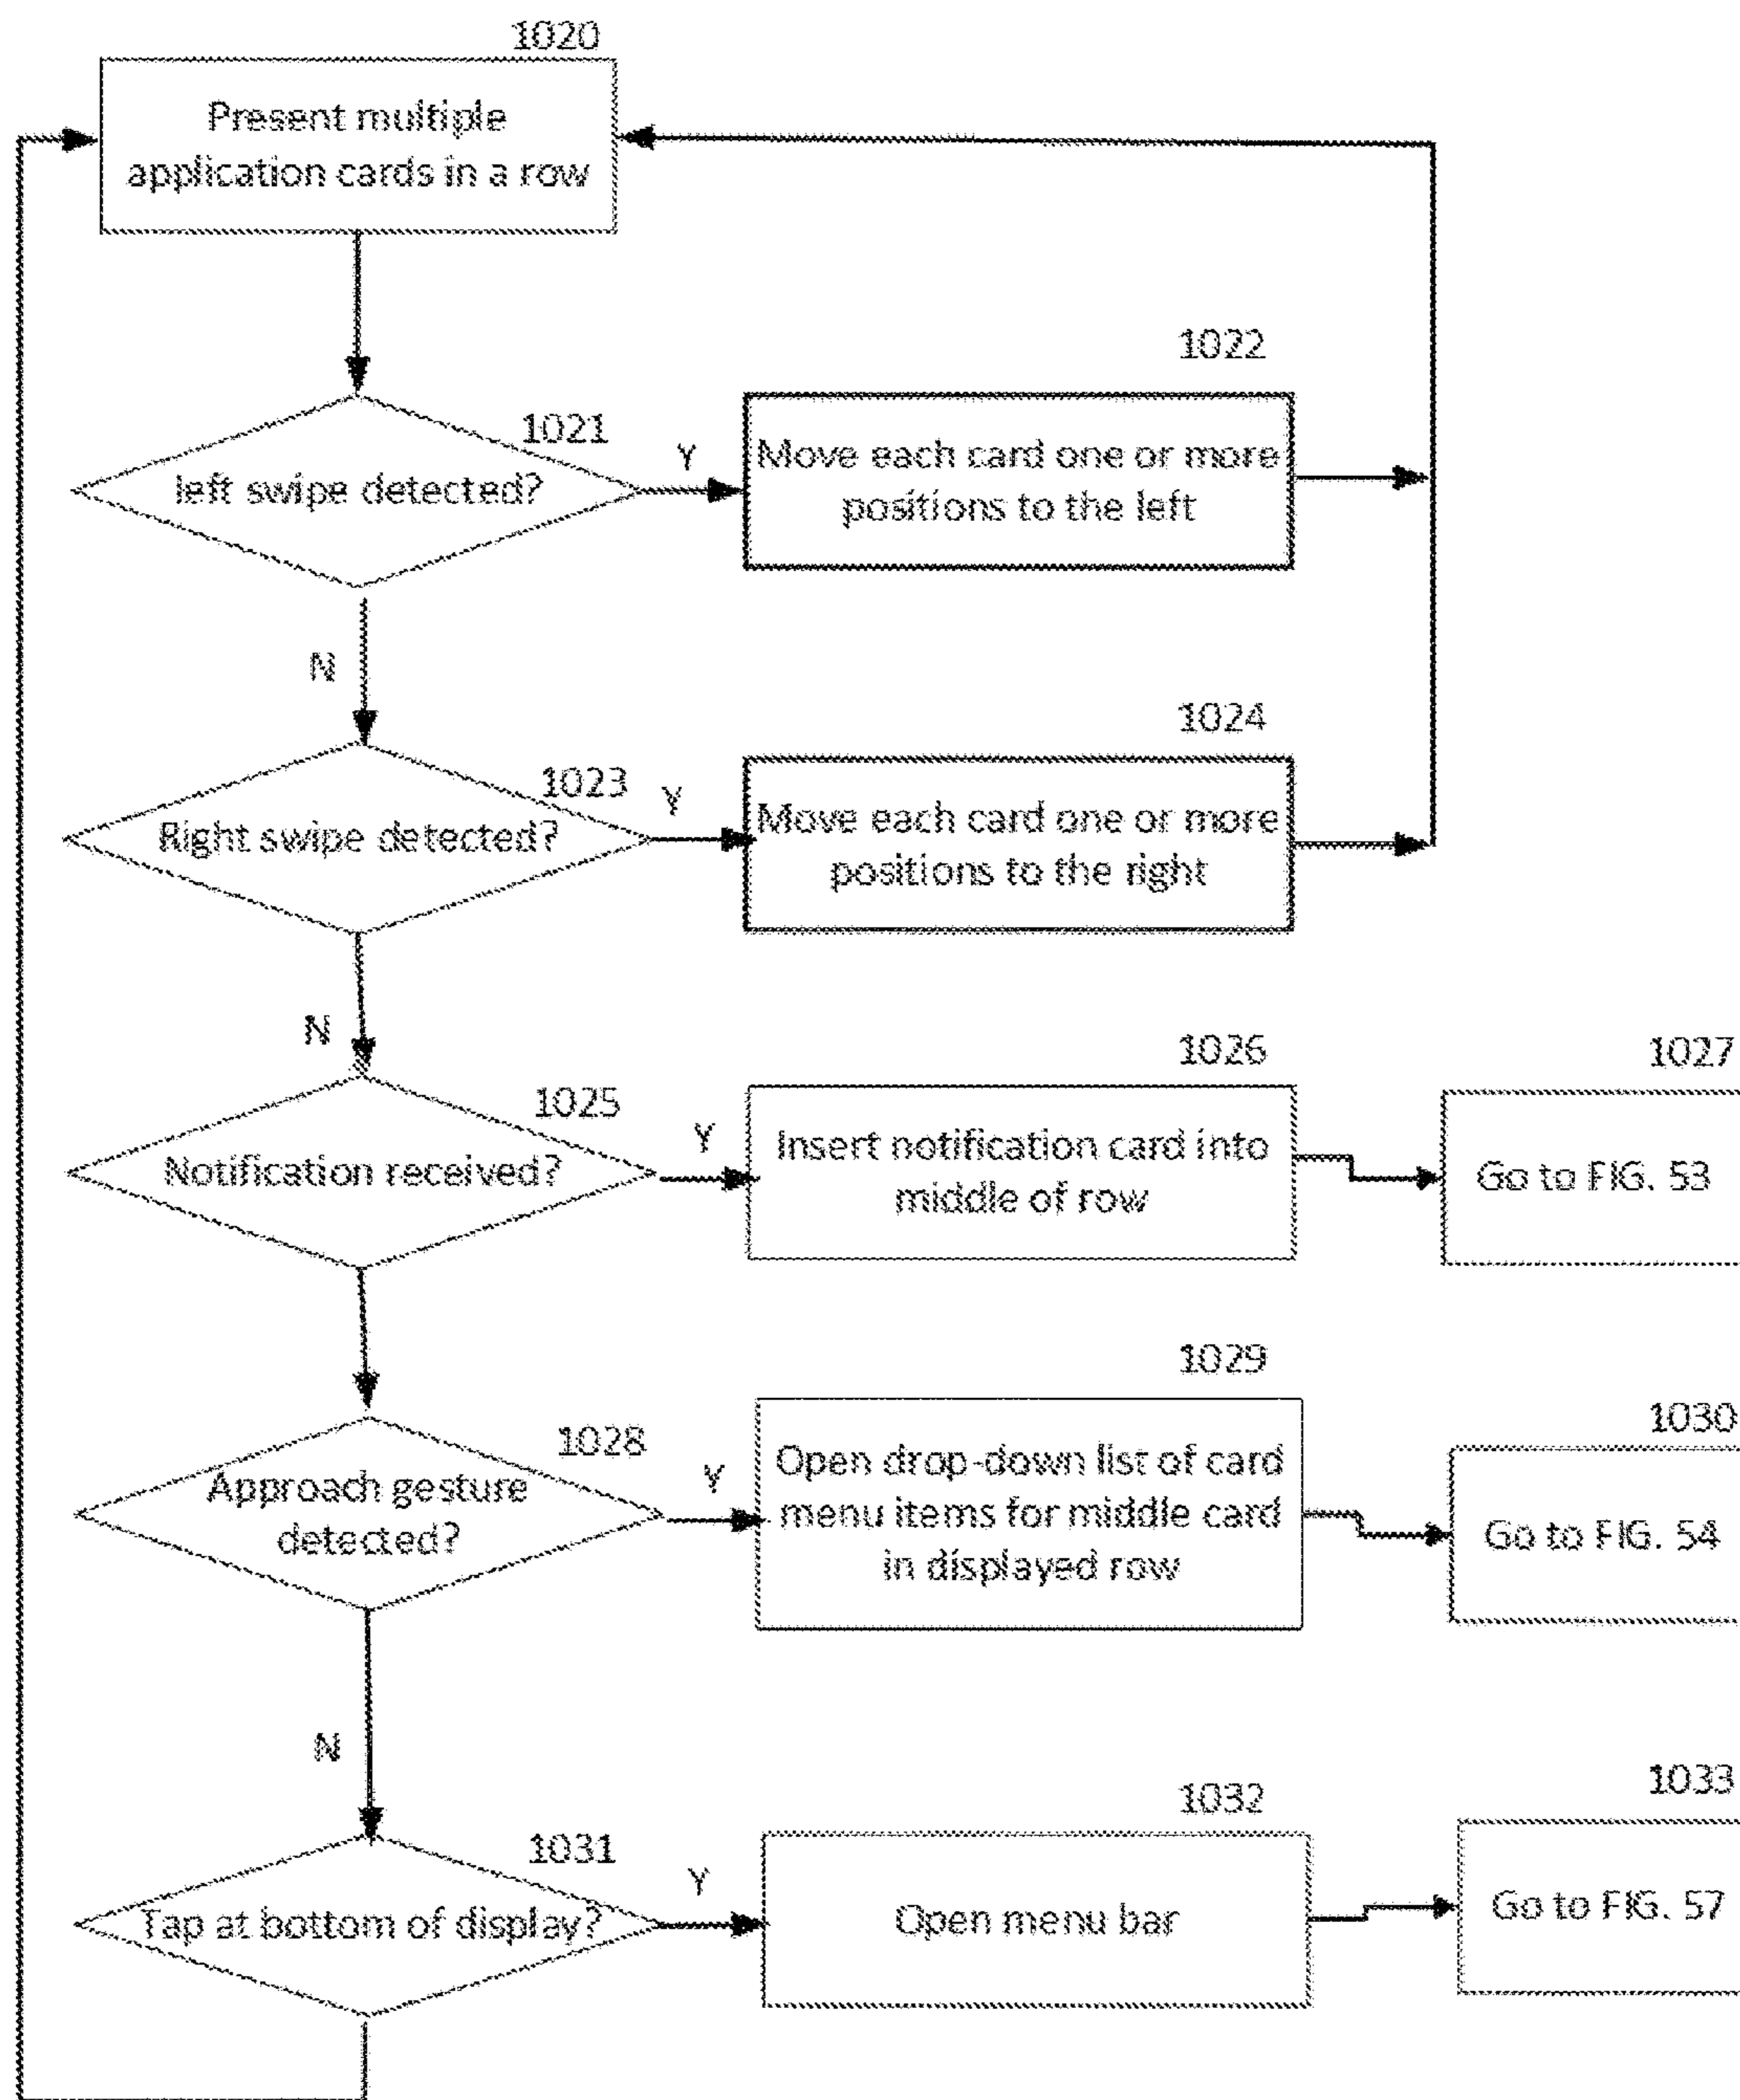 1020
Present multiple
application cards in a row
1021
left swipe detected?
Y
1022
Move each card one or more
positions to the left
N
1023
Right swipe detected?
Y
1024
Move each card one or more
positions to the right
N
1025
Notification received?
Y
1026
Insert notification card into
middle of row
1027
Go to FIG. 53
1028
Approach gesture
detected?
Y
1029
Open drop-down list of card
menu items for middle card
in displayed row
1030
Go to FIG. 54
N
1031
Tap at bottom of display?
Y
1032
Open menu bar
1033
Go to FIG. 57